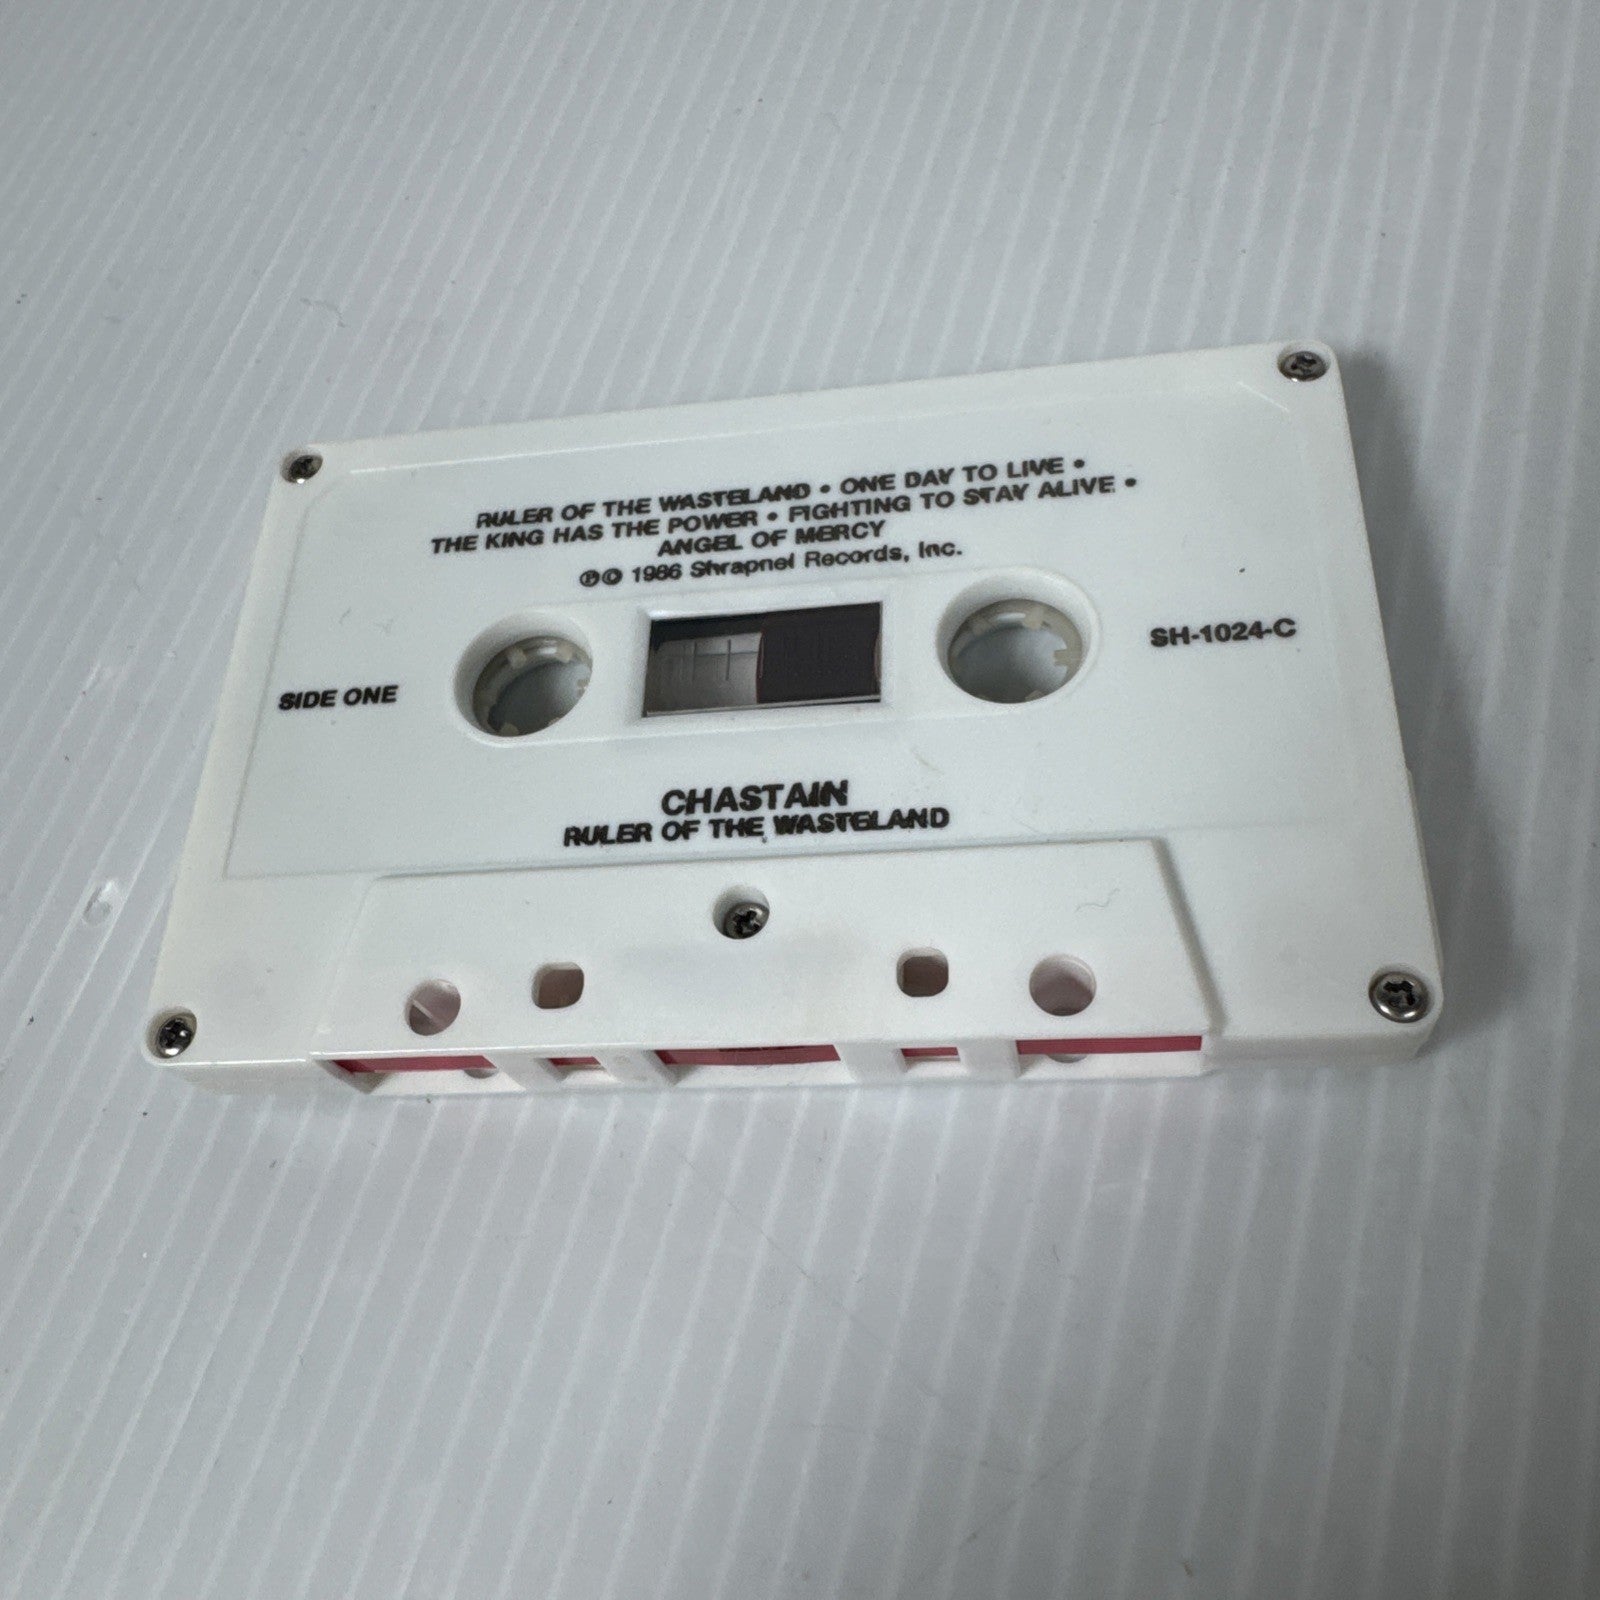 RULER OF THE WASTELAND • ONE DAY TO LIVE •
THE KING HAS THE POWER • FIGHTING TO STAY ALIVE •
ANGEL OF MERCY
℗© 1986 Shrapnel Records, Inc.
SIDE ONE
SH-1024-C
CHASTAIN
RULER OF THE WASTELAND